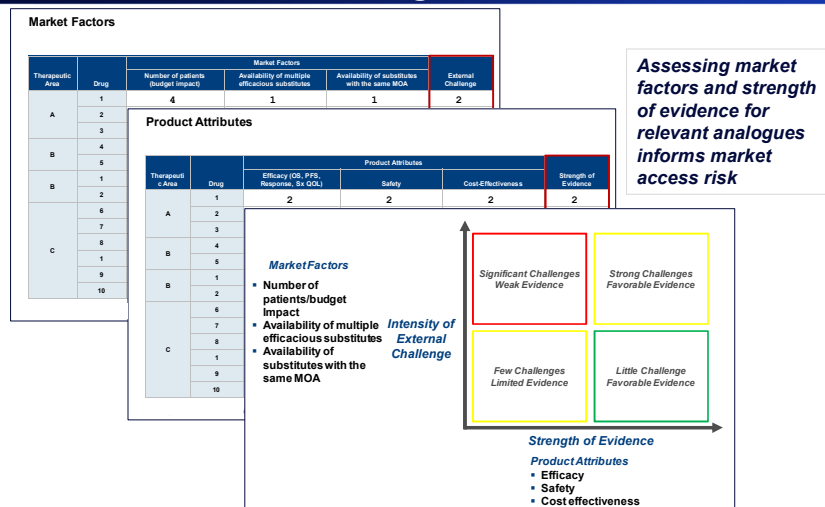 Market Factors
Market Factors
Therapeutic Area
Drug
Number of patients (budget impact)
Availability of multiple efficacious substitutes
Availability of substitutes with the same MOA
External Challenge
A
1
4
1
1
2
2
3
B
4
5
B
1
2
C
6
7
8
1
9
10
Product Attributes
Product Attributes
Therapeuti
c Area
Drug
Efficacy (OS, PFS,
Response, Sx QOL)
Safety
Cost-Effectiveness
Strength of
Evidence
A
1
2
2
2
2
2
3
B
4
5
B
1
2
C
6
7
8
1
9
10
Market Factors
▪ Number of
patients/budget
Impact
▪ Availability of multiple
efficacious substitutes
▪ Availability of
substitutes with the
same MOA
Intensity of
External
Challenge
Significant Challenges
Weak Evidence
Strong Challenges
Favorable Evidence
Few Challenges
Limited Evidence
Little Challenge
Favorable Evidence
Strength of Evidence
Product Attributes
▪ Efficacy
▪ Safety
▪ Cost effectiveness
Assessing market
factors and strength
of evidence for
relevant analogues
informs market
access risk